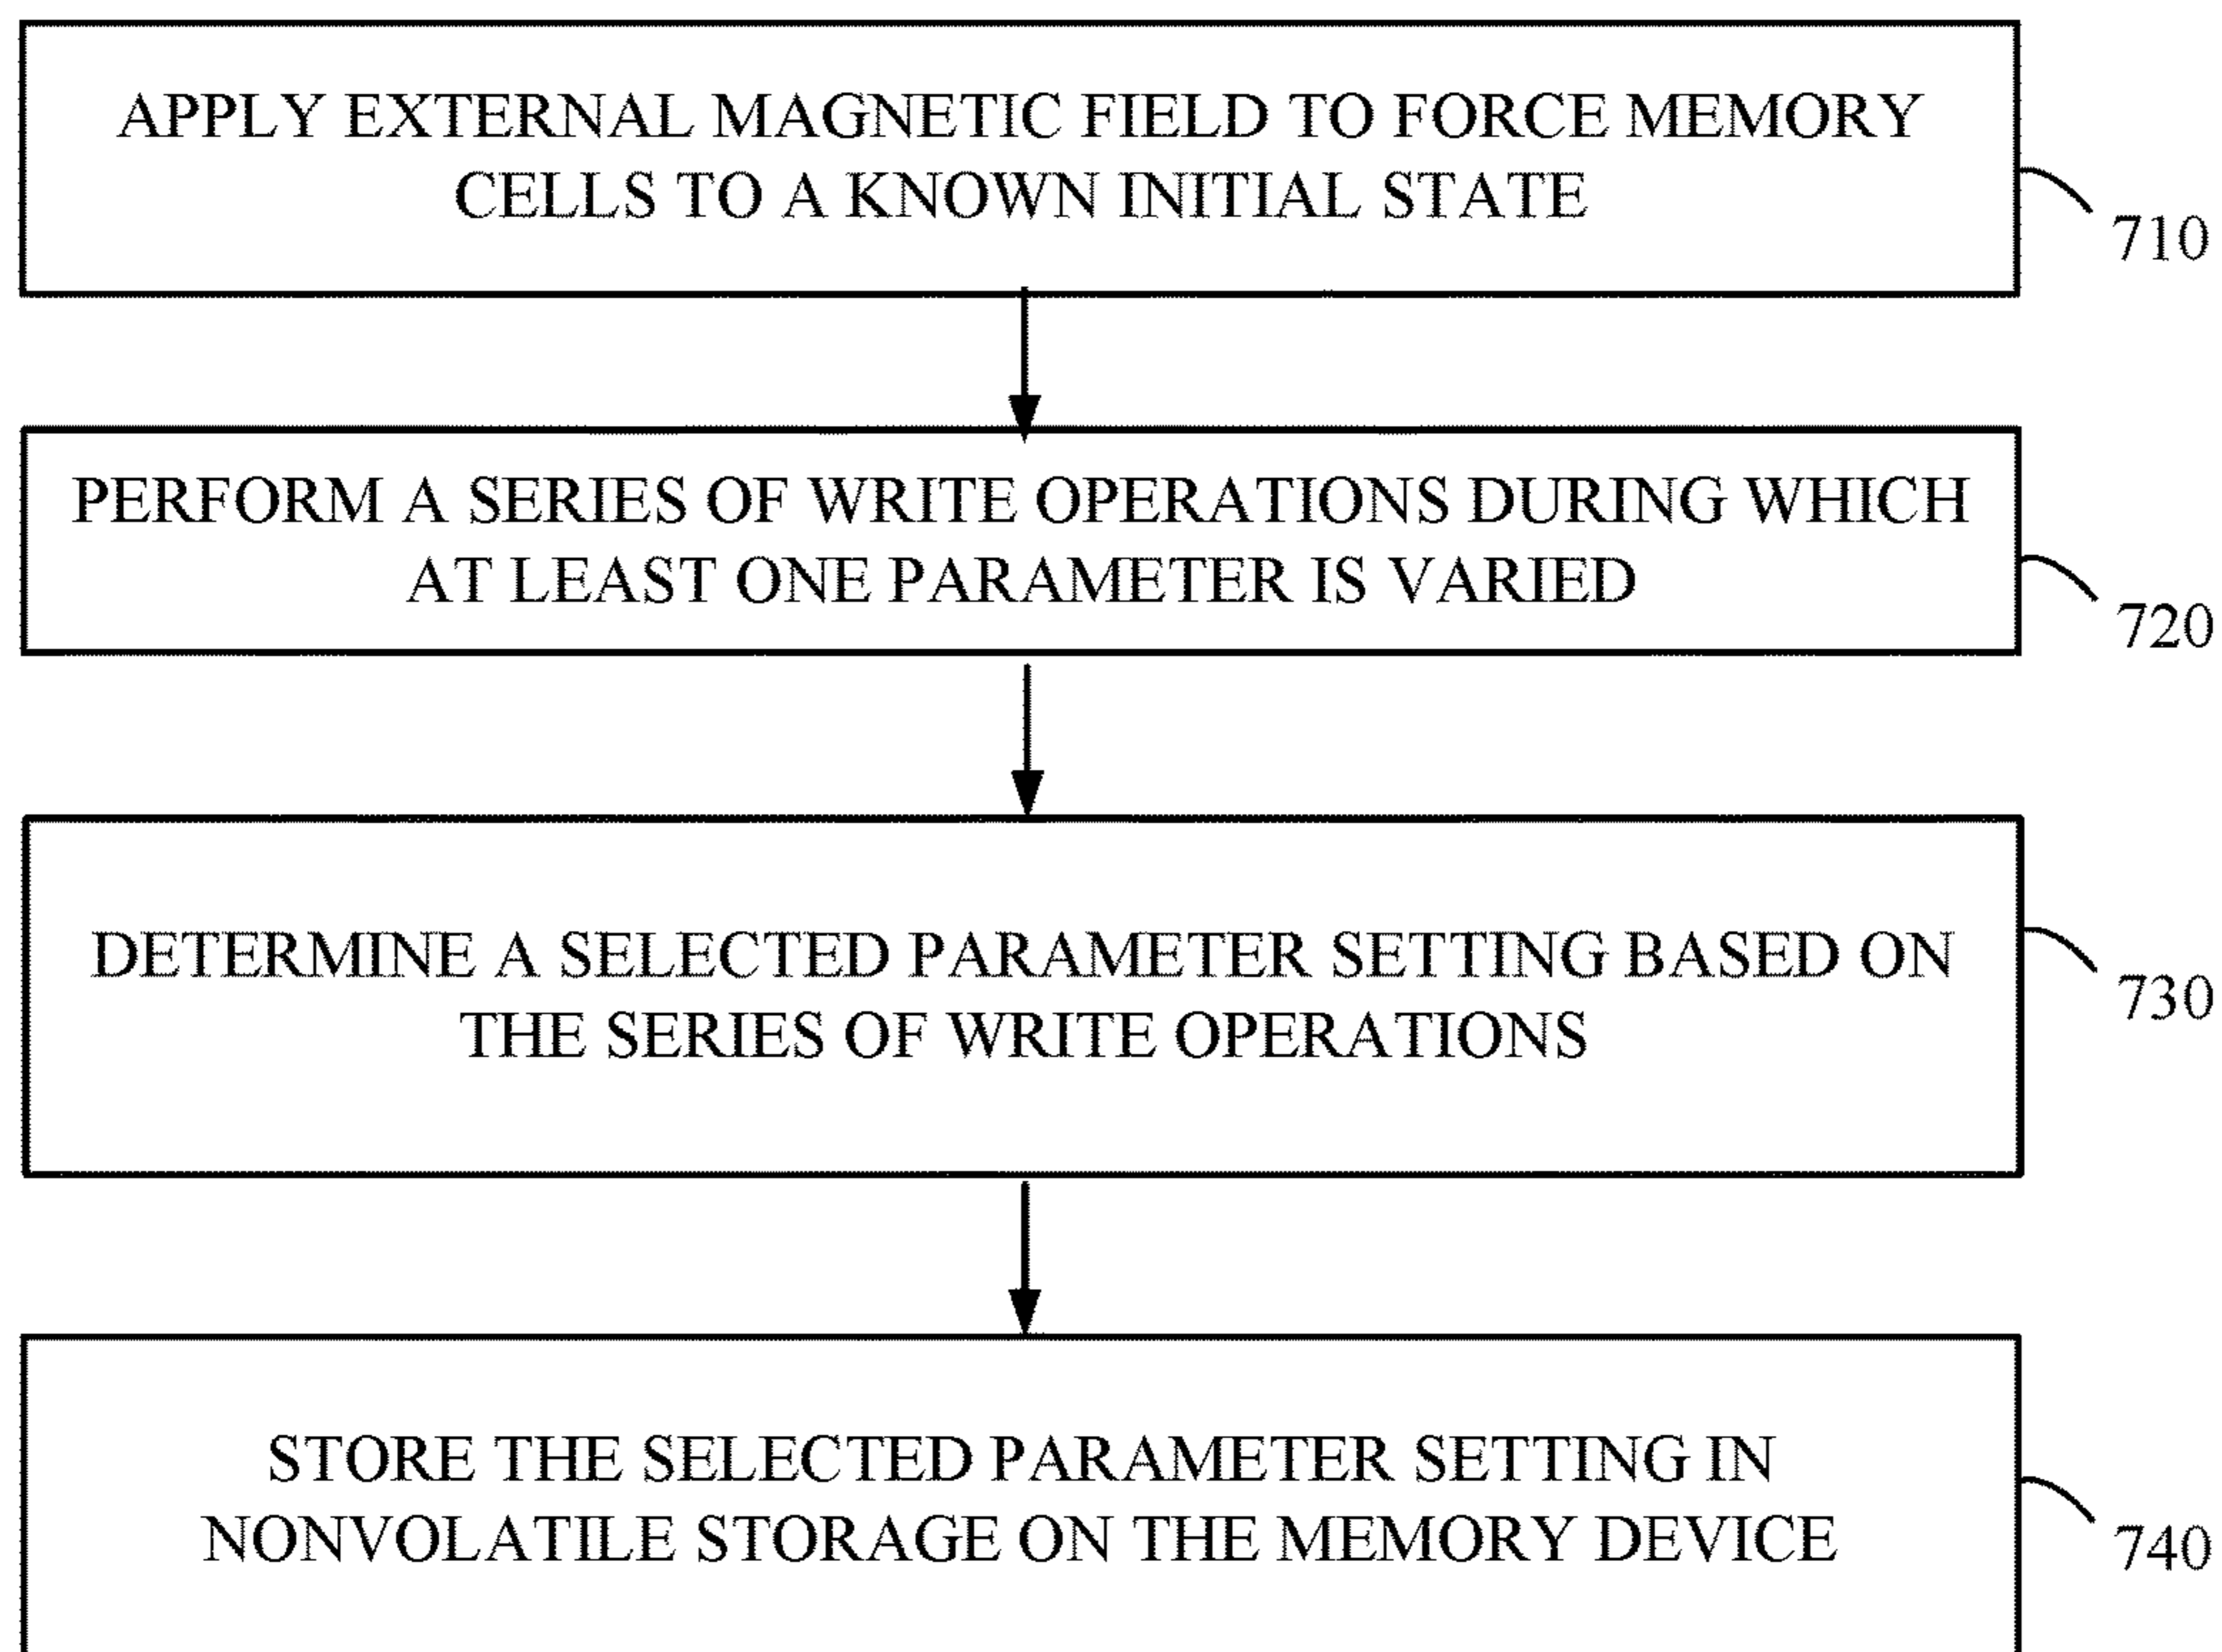 APPLY EXTERNAL MAGNETIC FIELD TO FORCE MEMORY
CELLS TO A KNOWN INITIAL STATE
710
PERFORM A SERIES OF WRITE OPERATIONS DURING WHICH
AT LEAST ONE PARAMETER IS VARIED
720
DETERMINE A SELECTED PARAMETER SETTING BASED ON
THE SERIES OF WRITE OPERATIONS
730
STORE THE SELECTED PARAMETER SETTING IN
NONVOLATILE STORAGE ON THE MEMORY DEVICE
740